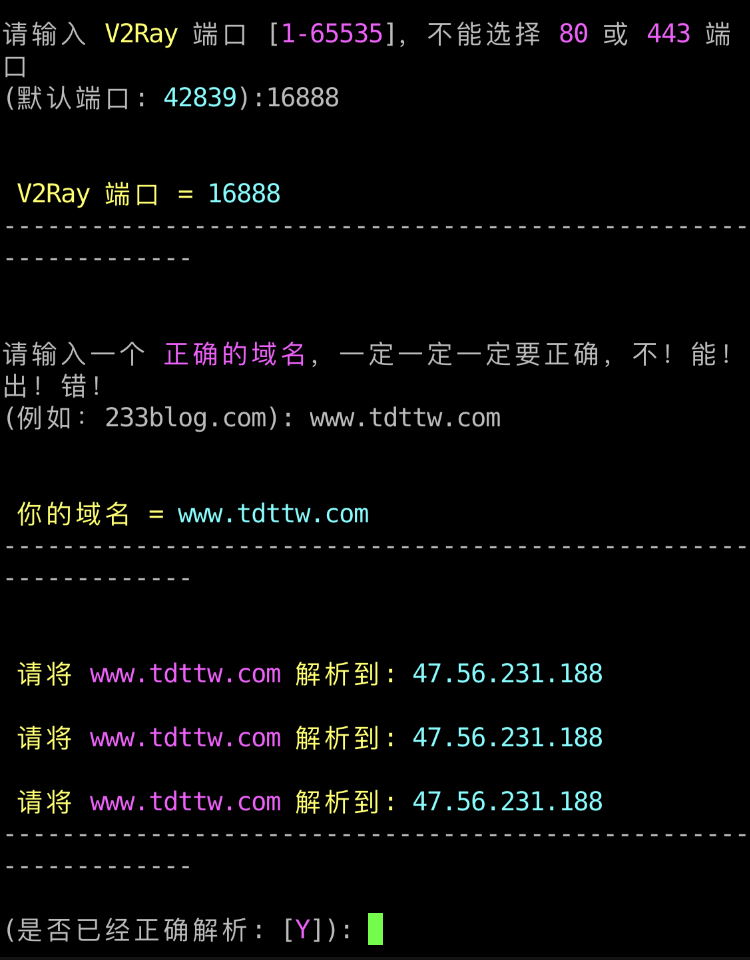 请输入 V2Ray 端口 [1-65535]，不能选择 80 或 443 端
口
(默认端口: 42839):16888
V2Ray 端口 = 16888
---------------------------------------------------
-------------
请输入一个 正确的域名，一定一定一定要正确，不！能！
出！错！
(例如：233blog.com): www.tdttw.com
你的域名 = www.tdttw.com
---------------------------------------------------
-------------
请将 www.tdttw.com 解析到: 47.56.231.188
请将 www.tdttw.com 解析到: 47.56.231.188
请将 www.tdttw.com 解析到: 47.56.231.188
---------------------------------------------------
-------------
(是否已经正确解析: [Y]):